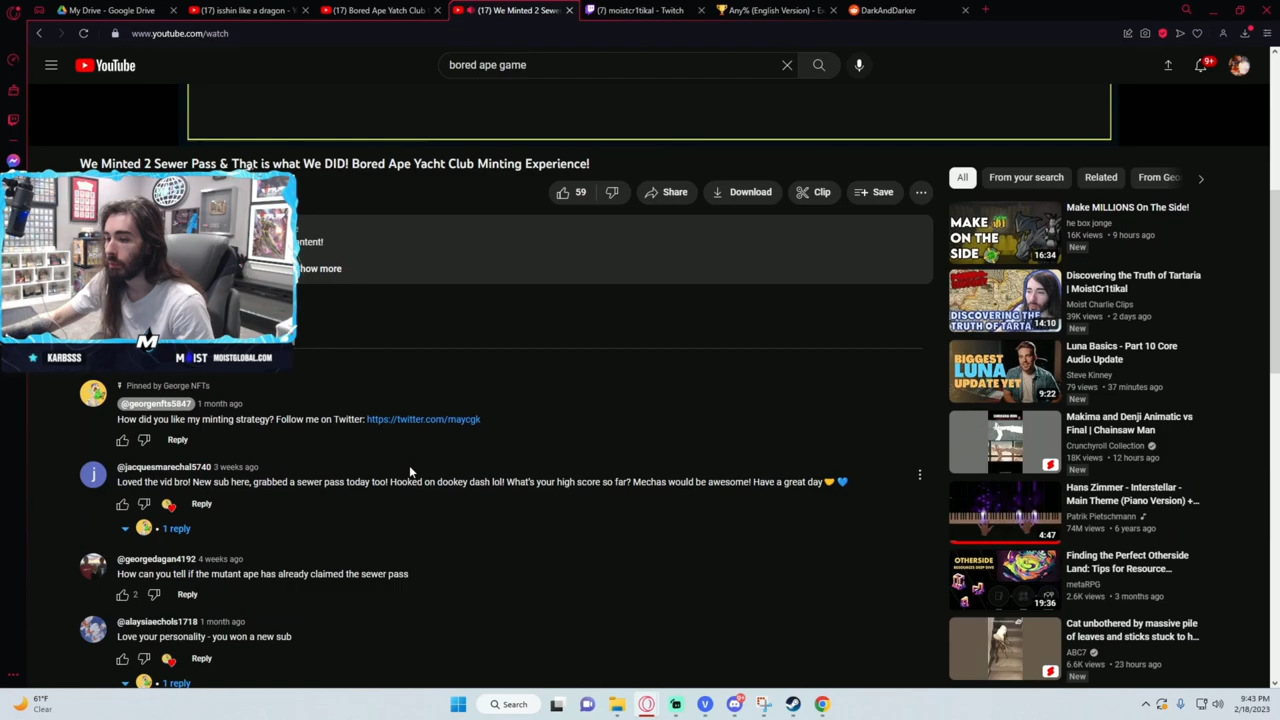 My Drive - Google Drive
(17) isshin like a dragon - Y
(17) Bored Ape Yatch Club
(17) We Minted 2 Sewe
(7) moistcr1tikal - Twitch
Any% (English Version) - Ex
DarkAndDarker
www.youtube.com/watch
YouTube
bored ape game
9+
We Minted 2 Sewer Pass & That is what We DID! Bored Ape Yacht Club Minting Experience!
59
Share
Download
Clip
Save
ntent!
how more
KARBSSS
MOIST
MOISTGLOBAL.COM
Pinned by George NFTs
@georgenfts5847 1 month ago
How did you like my minting strategy? Follow me on Twitter: https://twitter.com/maycgk
Reply
j
@jacquesmarechal5740 3 weeks ago
Loved the vid bro! New sub here, grabbed a sewer pass today too! Hooked on dookey dash lol! What's your high score so far? Mechas would be awesome! Have a great day
Reply
• 1 reply
@georgedagan4192 4 weeks ago
How can you tell if the mutant ape has already claimed the sewer pass
2
Reply
@alaysiaechols1718 1 month ago
Love your personality - you won a new sub
Reply
• 1 reply
All
From your search
Related
From Geo
MAKE
ON THE
SIDE
16:34
Make MILLIONS On The Side!
he box jonge
16K views • 9 hours ago
New
DISCOVERING THE
TRUTH OF TARTA
14:10
Discovering the Truth of Tartaria
| MoistCr1tikal
Moist Charlie Clips
39K views • 2 days ago
New
BIGGEST
LUNA
UPDATE YET
9:22
Luna Basics - Part 10 Core
Audio Update
Steve Kinney
79 views • 37 minutes ago
New
Makima and Denji Animatic vs
Final | Chainsaw Man
Crunchyroll Collection
18K views • 12 hours ago
New
4:47
Hans Zimmer - Interstellar -
Main Theme (Piano Version) +...
Patrik Pietschmann
74M views • 6 years ago
OTHERSIDE
RESOURCES DEEP DIVE
19:36
Finding the Perfect Otherside
Land: Tips for Resource...
metaRPG
2.6K views • 3 months ago
Cat unbothered by massive pile
of leaves and sticks stuck to h...
ABC7
6.6K views • 23 hours ago
New
61°F
Clear
Search
9:43 PM
2/18/2023